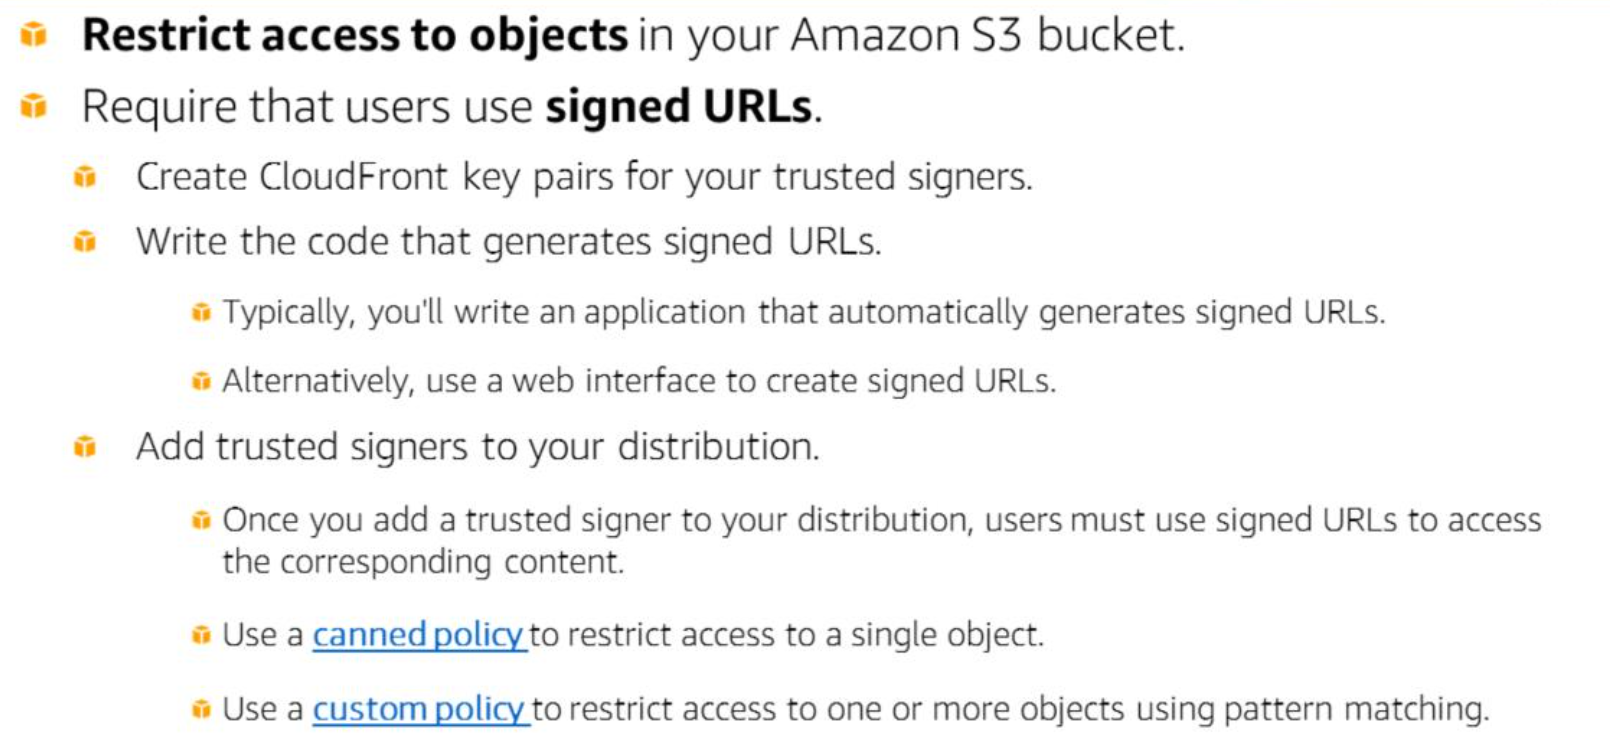 Restrict access to objects in your Amazon S3 bucket.
Require that users use signed URLs.
Create CloudFront key pairs for your trusted signers.
Write the code that generates signed URLs.
Typically, you'll write an application that automatically generates signed URLs.
Alternatively, use a web interface to create signed URLs.
Add trusted signers to your distribution.
Once you add a trusted signer to your distribution, users must use signed URLs to access
the corresponding content.
Use a canned policy to restrict access to a single object.
Use a custom policy to restrict access to one or more objects using pattern matching.